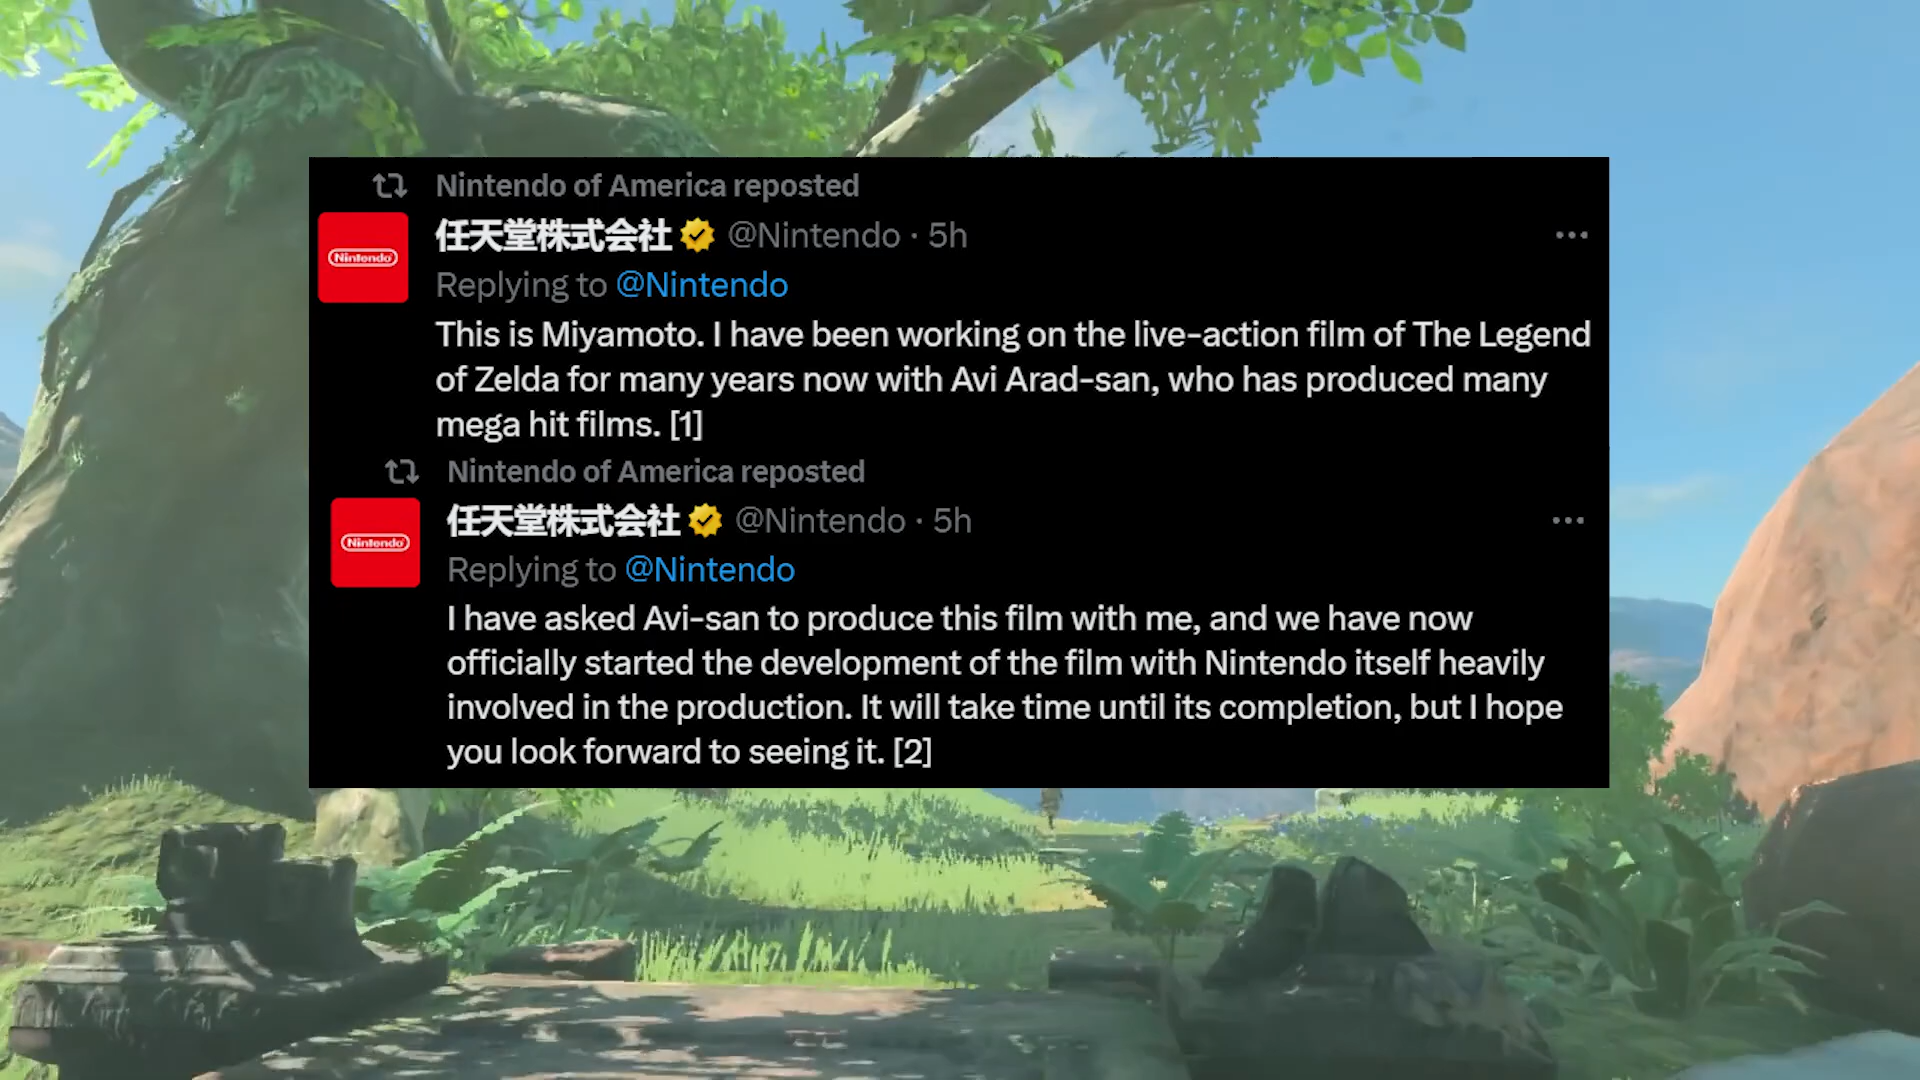 Nintendo of America reposted
任天堂株式会社 @Nintendo · 5h
Nintendo
Replying to @Nintendo
This is Miyamoto. I have been working on the live-action film of The Legend
of Zelda for many years now with Avi Arad-san, who has produced many
mega hit films. [1]
Nintendo of America reposted
任天堂株式会社 @Nintendo · 5h
Nintendo
Replying to @Nintendo
I have asked Avi-san to produce this film with me, and we have now
officially started the development of the film with Nintendo itself heavily
involved in the production. It will take time until its completion, but I hope
you look forward to seeing it. [2]